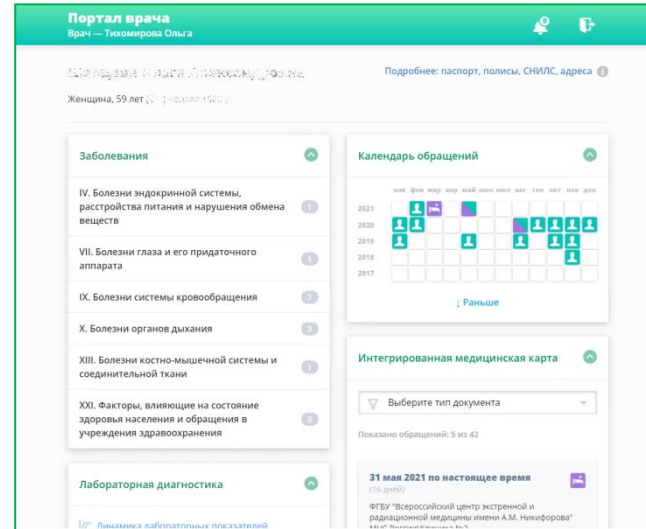 Портал врача
Врач — Тихомирова Ольга
Подробнее: паспорт, полисы, СНИЛС, адреса
Женщина, 59 лет
Заболевания
IV. Болезни эндокринной системы,
расстройства питания и нарушения обмена
веществ
1
VII. Болезни глаза и его придаточного
аппарата
1
IX. Болезни системы кровообращения
7
X. Болезни органов дыхания
3
XIII. Болезни костно-мышечной системы и
соединительной ткани
1
XXI. Факторы, влияющие на состояние
здоровья населения и обращения в
учреждения здравоохранения
3
Лабораторная диагностика
Динамика лабораторных показателей
Календарь обращений
янв фев мар апр май июн июл авг сен окт ноя дек
2021
2020
2019
2018
2017
↓ Раньше
Интегрированная медицинская карта
Выберите тип документа
Показано обращений: 5 из 42
31 мая 2021 по настоящее время
(16 дней)
ФГБУ "Всероссийский центр экстренной и
радиационной медицины имени А.М. Никифорова"
МЧС России\Клиника №2